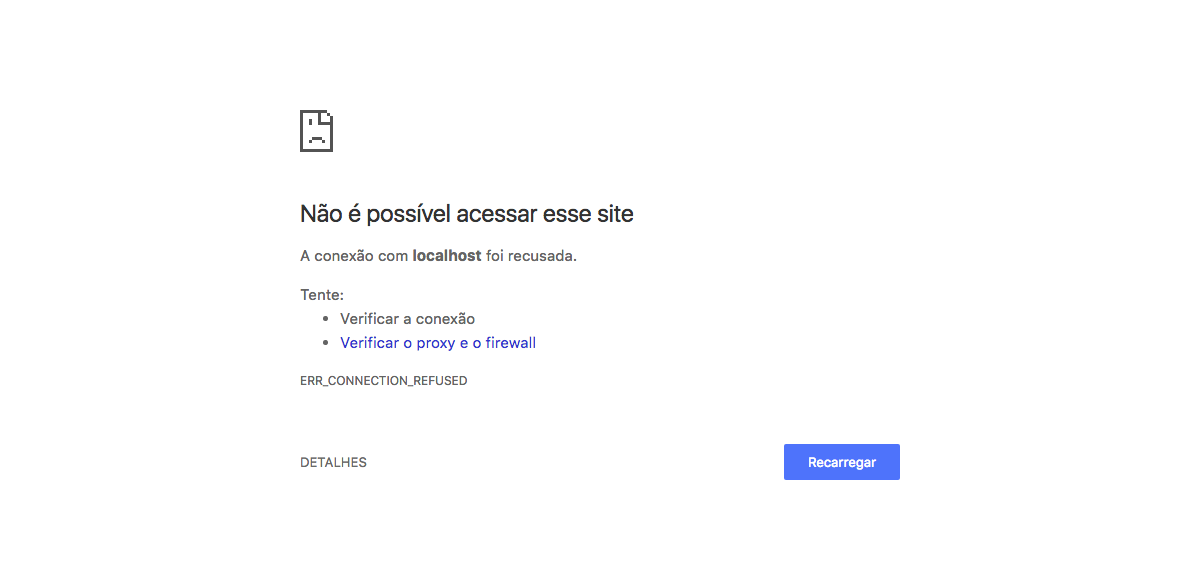 Não é possível acessar esse site
A conexão com localhost foi recusada.
Tente:
• Verificar a conexão
• Verificar o proxy e o firewall
ERR_CONNECTION_REFUSED
DETALHES
Recarregar